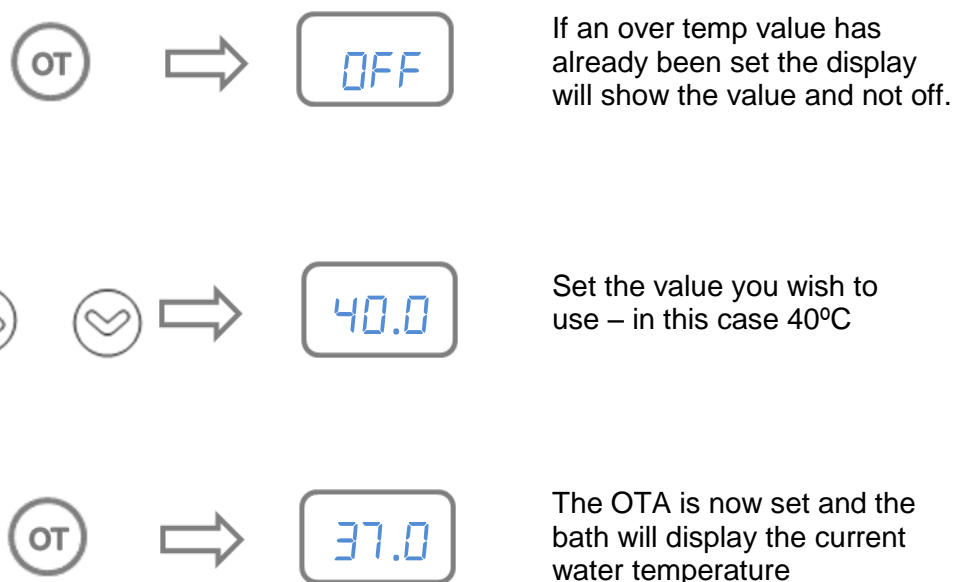 If an over temp value has
OT OFF already been set the display
will show the value and not off.
Set the value you wish to
40.0 use – in this case 40ºC
The OTA is now set and the
OT 37.0 bath will display the current
water temperature